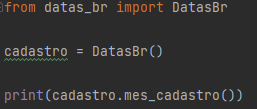 from datas_br import DatasBr
cadastro = DatasBr()
print(cadastro.mes_cadastro())